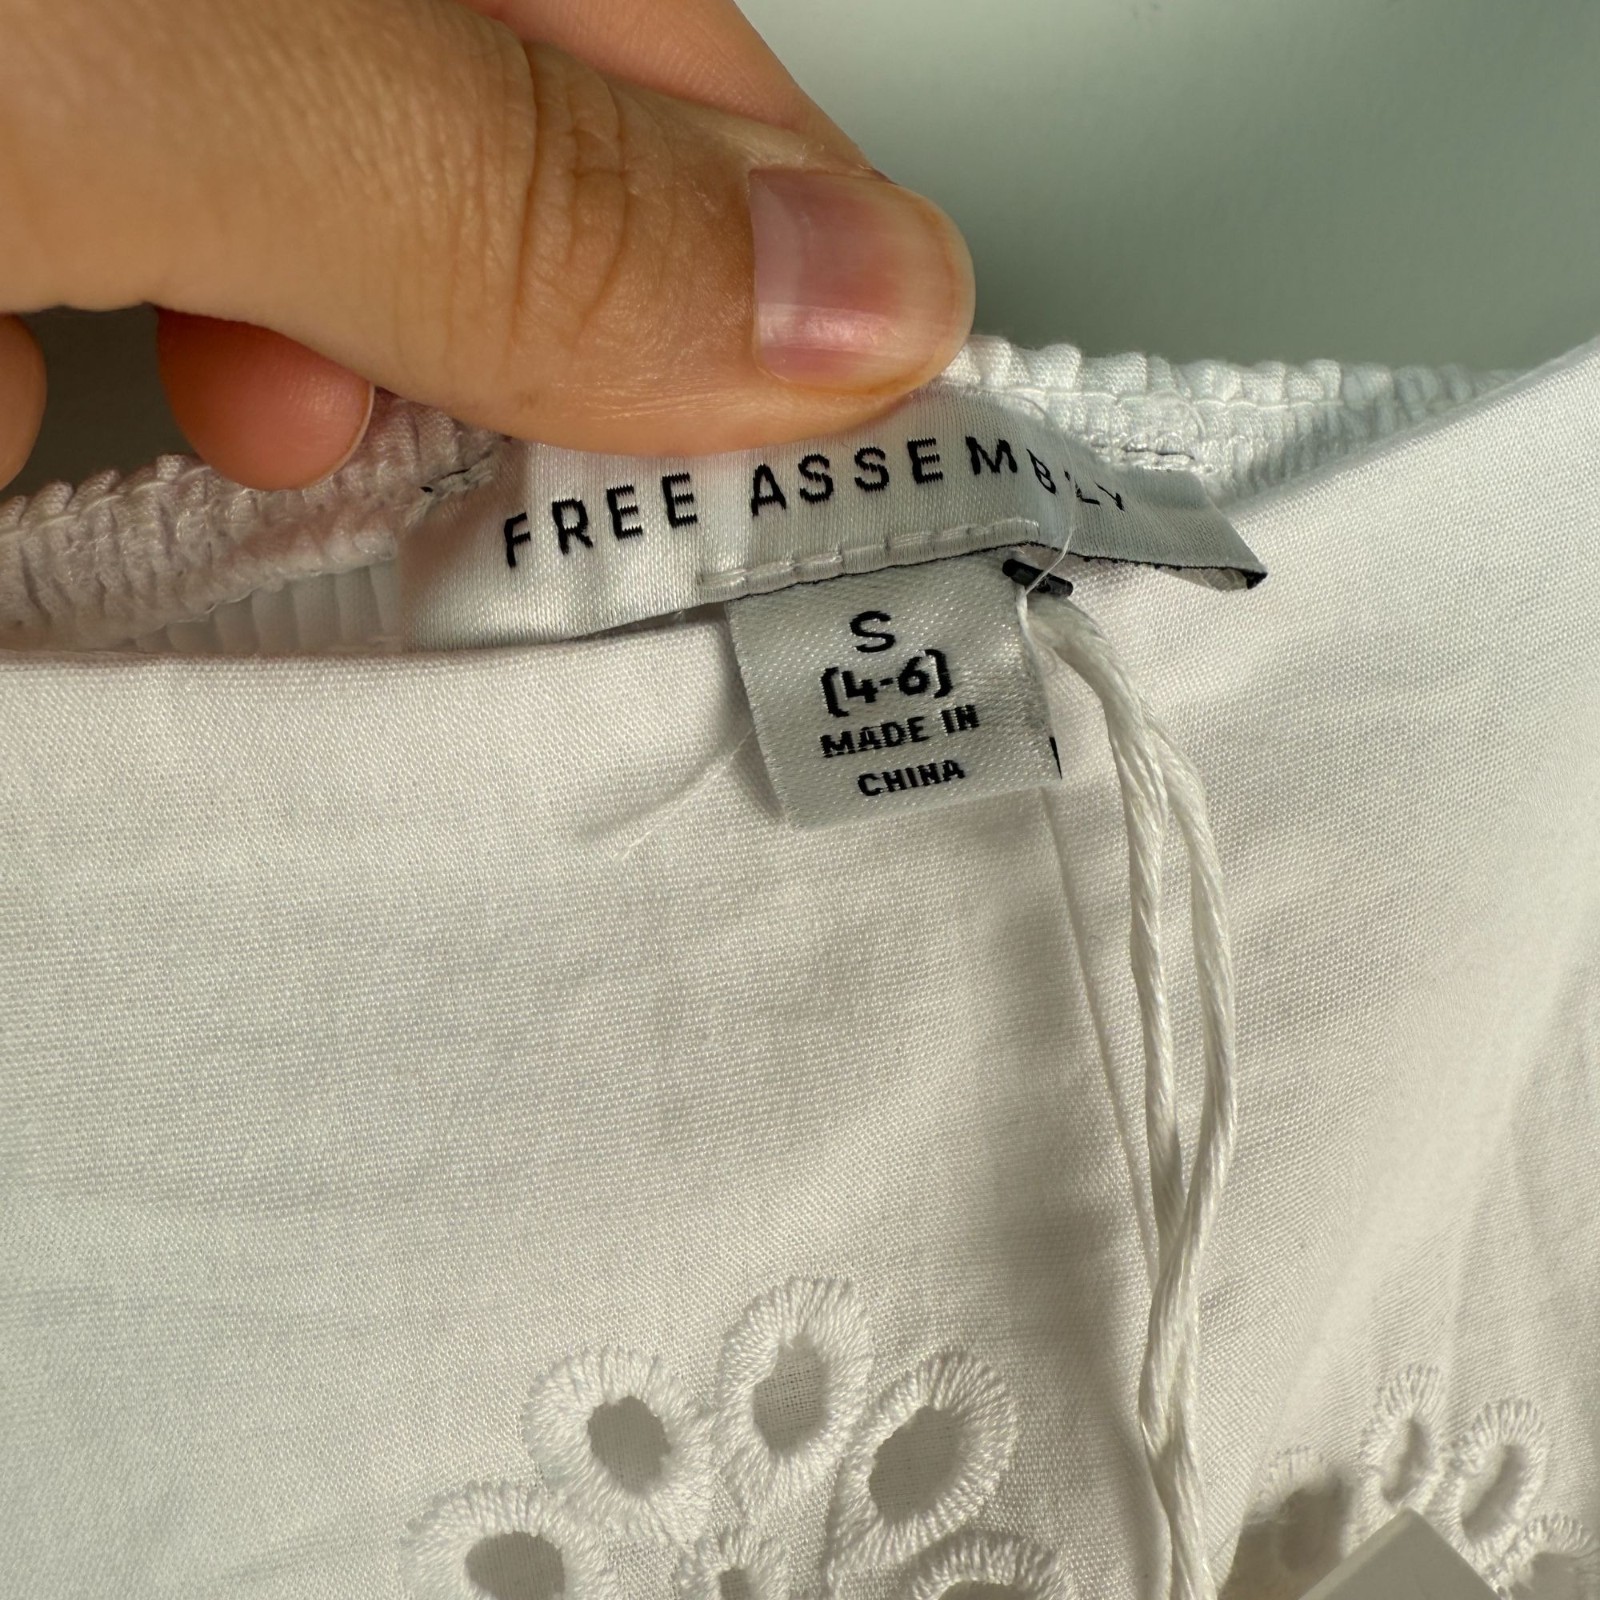 FREE ASSEMBLY
S
(4-6)
MADE IN
CHINA